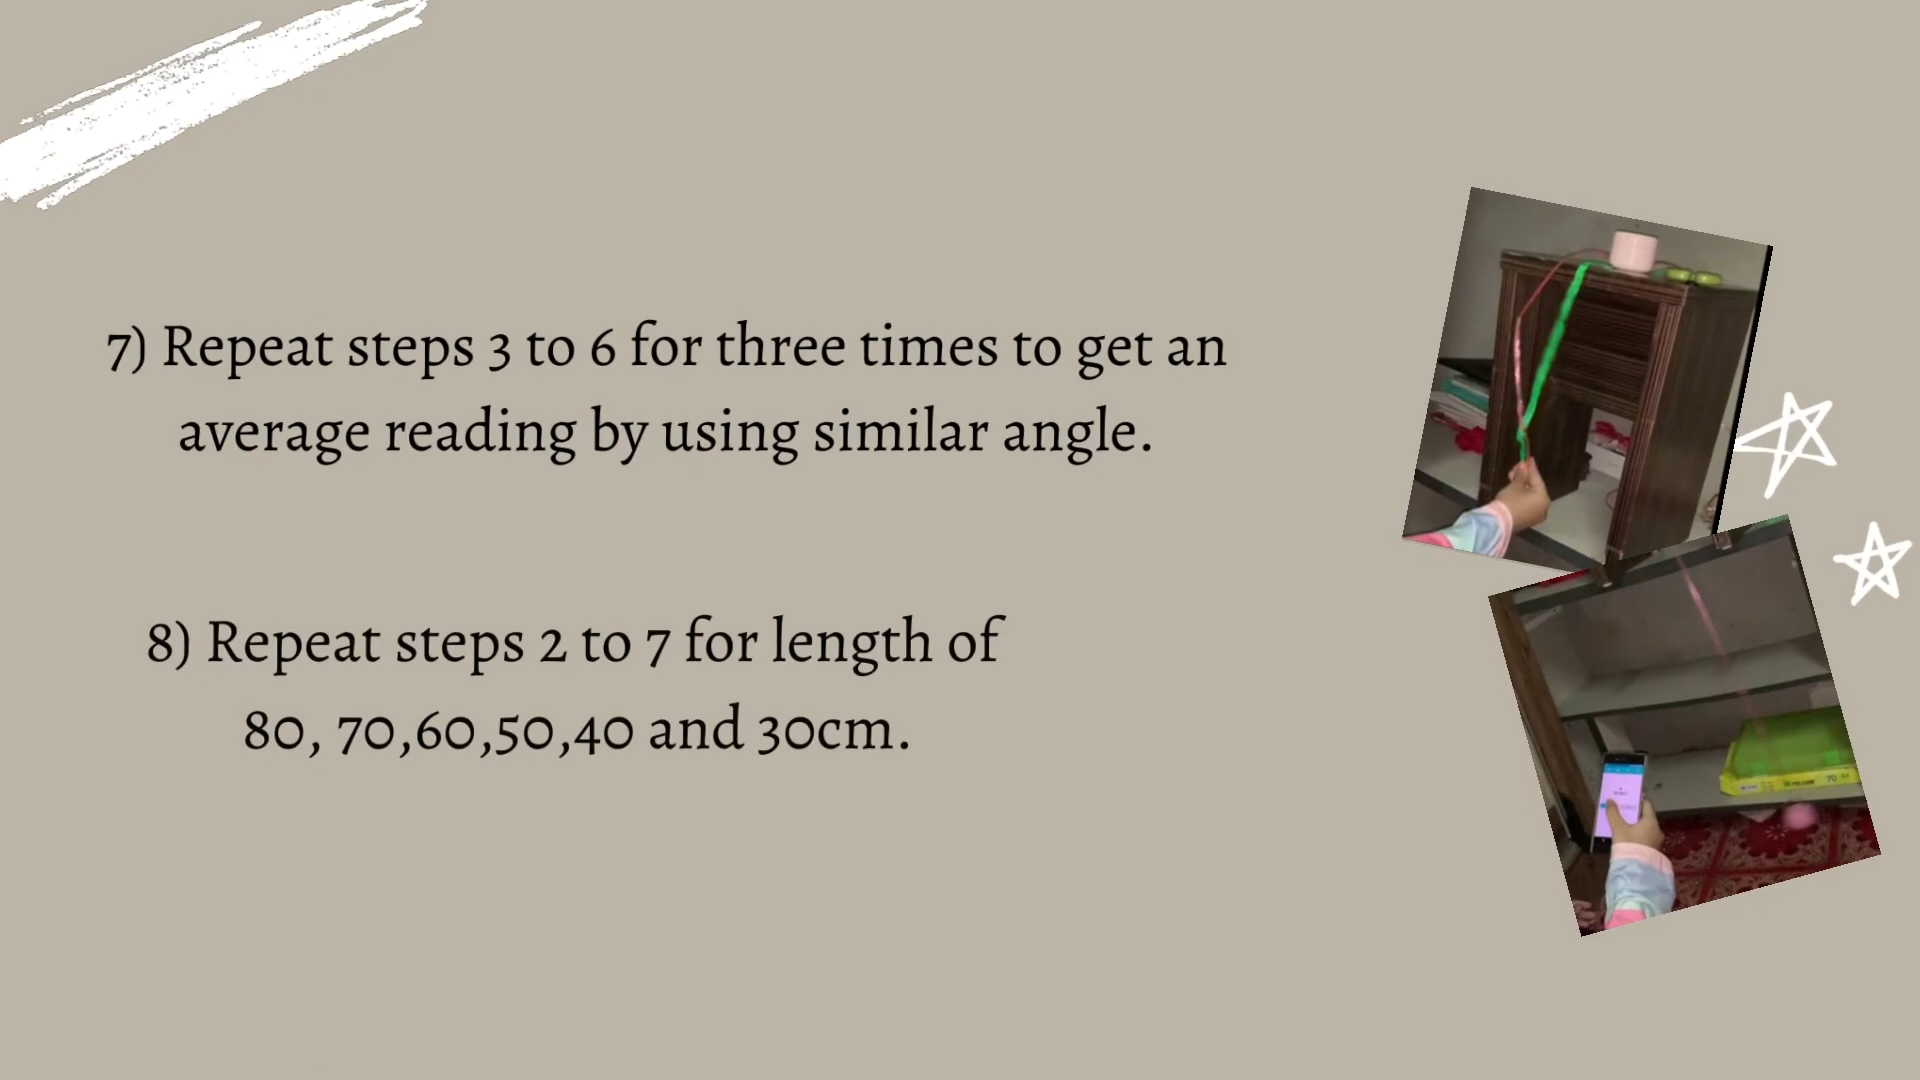 7) Repeat steps 3 to 6 for three times to get an
average reading by using similar angle.
8) Repeat steps 2 to 7 for length of
80, 70,60,50,40 and 30cm.
70